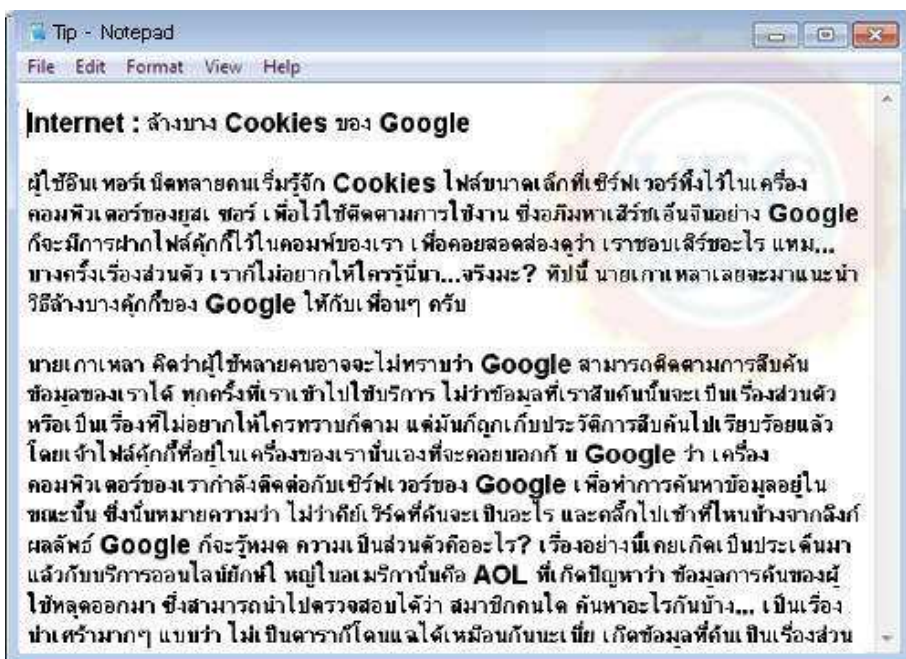 Tip - Notepad
File Edit Format View Help
Internet : ล้างบาง Cookies ของ Google
ผู้ใช้อินเทอร์เน็ตหลายคนเริ่มรู้จัก Cookies ไฟล์ขนาดเล็กที่เซิร์ฟเวอร์ทิ้งไว้ในเครื่อง
คอมพิวเตอร์ของยูสเซอร์ เพื่อไว้ใช้ติดตามการใช้งาน ซึ่งอภิมหาเสิร์ชเอ็นจินอย่าง Google
ก็จะมีการฝากไฟล์คุ้กกี้ไว้ในคอมพ์ของเรา เพื่อคอยสอดส่องดูว่า เราชอบเสิร์ชอะไร แหม...
บางครั้งเรื่องส่วนตัว เราก็ไม่อยากให้ใครรู้นี่นา...จริงมะ? ทิปนี้ นายเกาเหลาเลยจะมาแนะนำ
วิธีล้างบางคุ้กกี้ของ Google ให้กับเพื่อนๆ ครับ
นายเกาเหลา คิดว่าผู้ใช้หลายคนอาจจะไม่ทราบว่า Google สามารถติดตามการสืบค้น
ข้อมูลของเราได้ ทุกครั้งที่เราเข้าไปใช้บริการ ไม่ว่าข้อมูลที่เราสืบค้นนั้นจะเป็นเรื่องส่วนตัว
หรือเป็นเรื่องที่ไม่อยากให้ใครทราบก็ตาม แต่มันก็ถูกเก็บประวัติการสืบค้นไปเรียบร้อยแล้ว
โดยเจ้าไฟล์คุ้กกี้ที่อยู่ในเครื่องของเรานั่นเองที่จะคอยบอกกับ Google ว่า เครื่อง
คอมพิวเตอร์ของเรากำลังติดต่อกับเซิร์ฟเวอร์ของ Google เพื่อทำการค้นหาข้อมูลอยู่ใน
ขณะนั้น ซึ่งนั่นหมายความว่า ไม่ว่าคีย์เวิร์ดที่ค้นจะเป็นอะไร และคลิ้กไปเข้าที่ไหนบ้างจากลิงก์
ผลลัพธ์ Google ก็จะรู้หมด ความเป็นส่วนตัวคืออะไร? เรื่องอย่างนี้เคยเกิดเป็นประเด็นมา
แล้วกับบริการออนไลน์ยักษ์ใหญ่ในอเมริกานั่นคือ AOL ที่เกิดปัญหาว่า ข้อมูลการค้นของผู้
ใช้หลุดออกมา ซึ่งสามารถนำไปตรวจสอบได้ว่า สมาชิกคนใด ค้นหาอะไรกันบ้าง... เป็นเรื่อง
น่าเศร้ามากๆ แบบว่า ไม่เป็นดาราก็โดนแฉได้เหมือนกันนะเนี่ย เกิดข้อมูลที่ค้นเป็นเรื่องส่วน